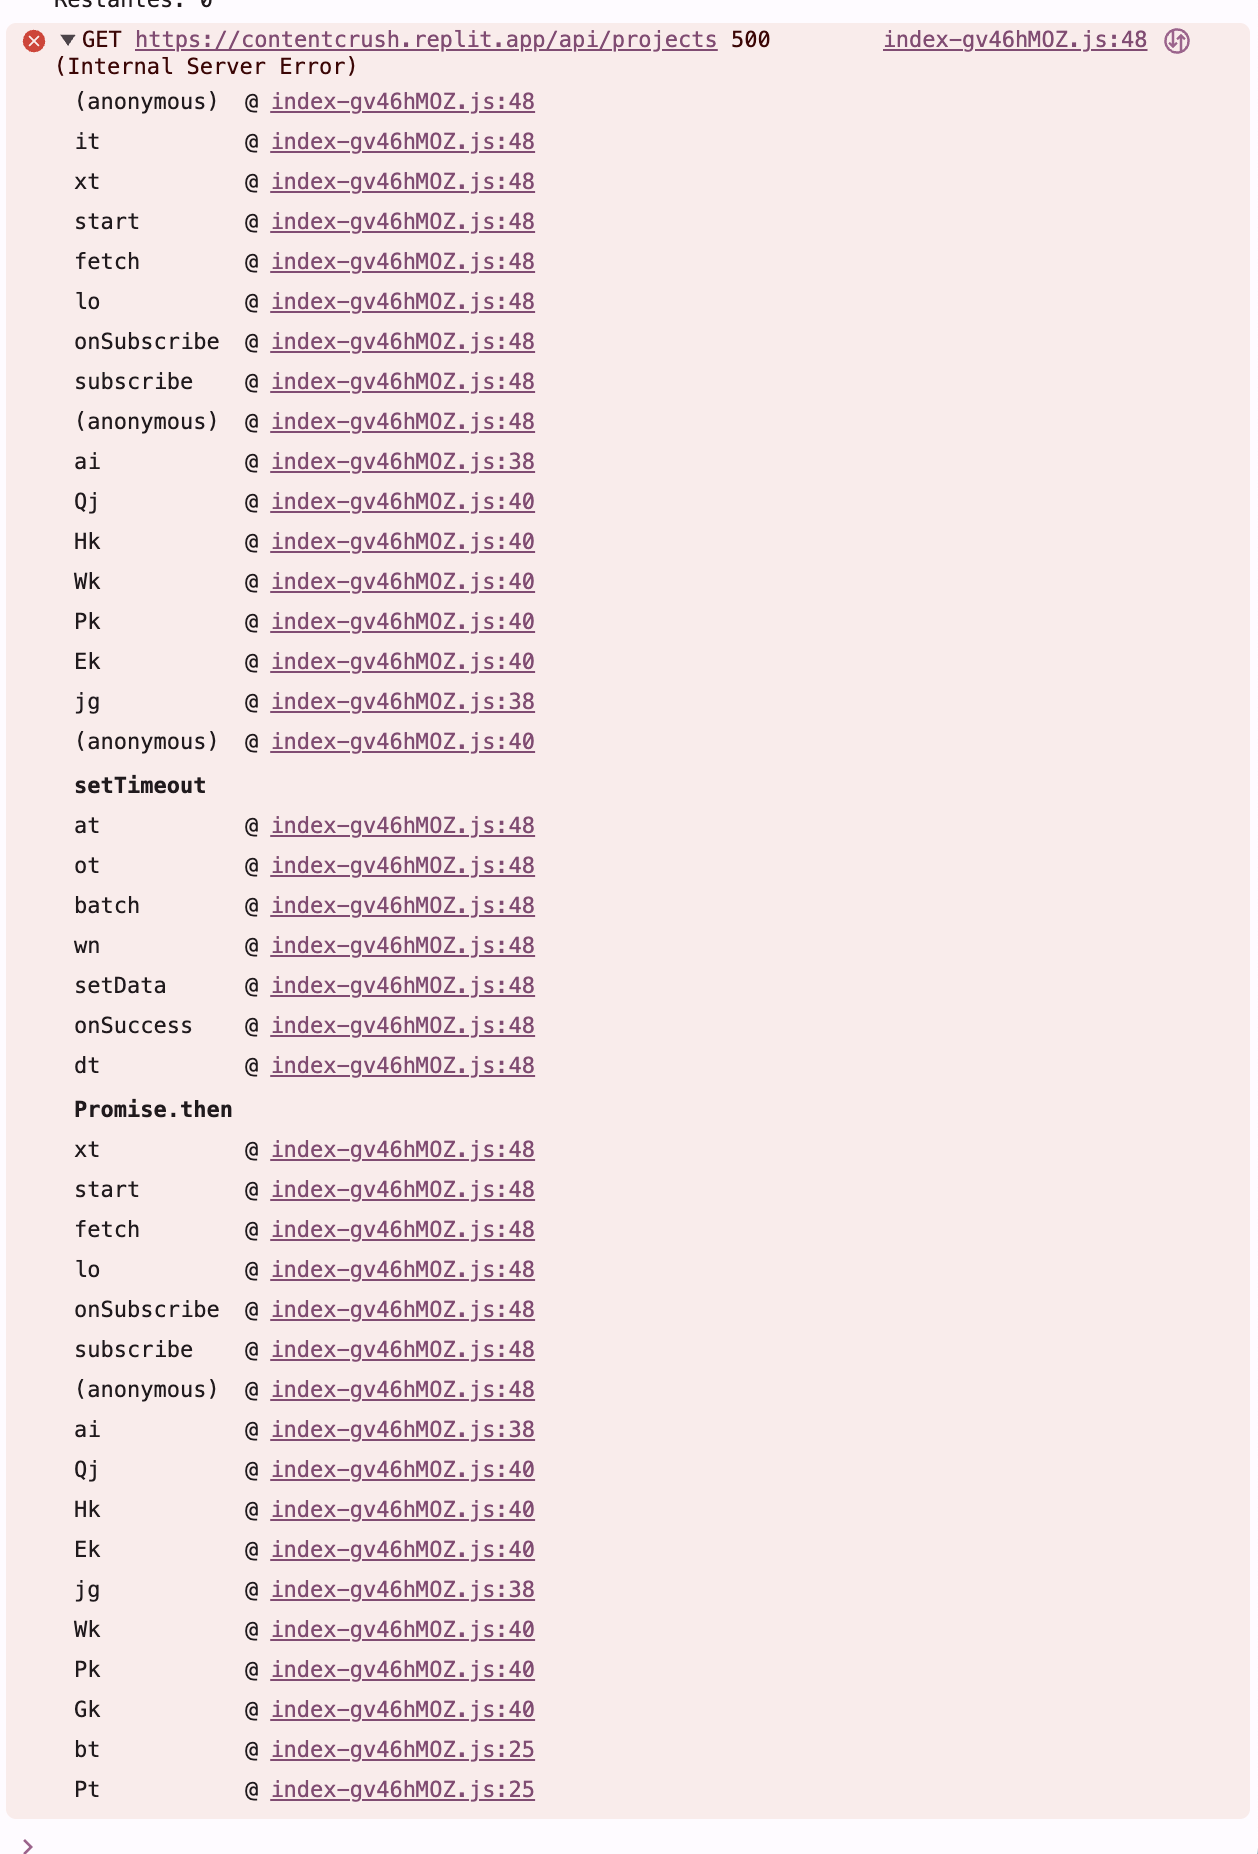 Restantes: 0
GET https://contentcrush.replit.app/api/projects 500 index-gv46hMOZ.js:48
(Internal Server Error)
(anonymous) @ index-gv46hMOZ.js:48
it @ index-gv46hMOZ.js:48
xt @ index-gv46hMOZ.js:48
start @ index-gv46hMOZ.js:48
fetch @ index-gv46hMOZ.js:48
lo @ index-gv46hMOZ.js:48
onSubscribe @ index-gv46hMOZ.js:48
subscribe @ index-gv46hMOZ.js:48
(anonymous) @ index-gv46hMOZ.js:48
ai @ index-gv46hMOZ.js:38
Qj @ index-gv46hMOZ.js:40
Hk @ index-gv46hMOZ.js:40
Wk @ index-gv46hMOZ.js:40
Pk @ index-gv46hMOZ.js:40
Ek @ index-gv46hMOZ.js:40
jg @ index-gv46hMOZ.js:38
(anonymous) @ index-gv46hMOZ.js:40
setTimeout
at @ index-gv46hMOZ.js:48
ot @ index-gv46hMOZ.js:48
batch @ index-gv46hMOZ.js:48
wn @ index-gv46hMOZ.js:48
setData @ index-gv46hMOZ.js:48
onSuccess @ index-gv46hMOZ.js:48
dt @ index-gv46hMOZ.js:48
Promise.then
xt @ index-gv46hMOZ.js:48
start @ index-gv46hMOZ.js:48
fetch @ index-gv46hMOZ.js:48
lo @ index-gv46hMOZ.js:48
onSubscribe @ index-gv46hMOZ.js:48
subscribe @ index-gv46hMOZ.js:48
(anonymous) @ index-gv46hMOZ.js:48
ai @ index-gv46hMOZ.js:38
Qj @ index-gv46hMOZ.js:40
Hk @ index-gv46hMOZ.js:40
Ek @ index-gv46hMOZ.js:40
jg @ index-gv46hMOZ.js:38
Wk @ index-gv46hMOZ.js:40
Pk @ index-gv46hMOZ.js:40
Gk @ index-gv46hMOZ.js:40
bt @ index-gv46hMOZ.js:25
Pt @ index-gv46hMOZ.js:25